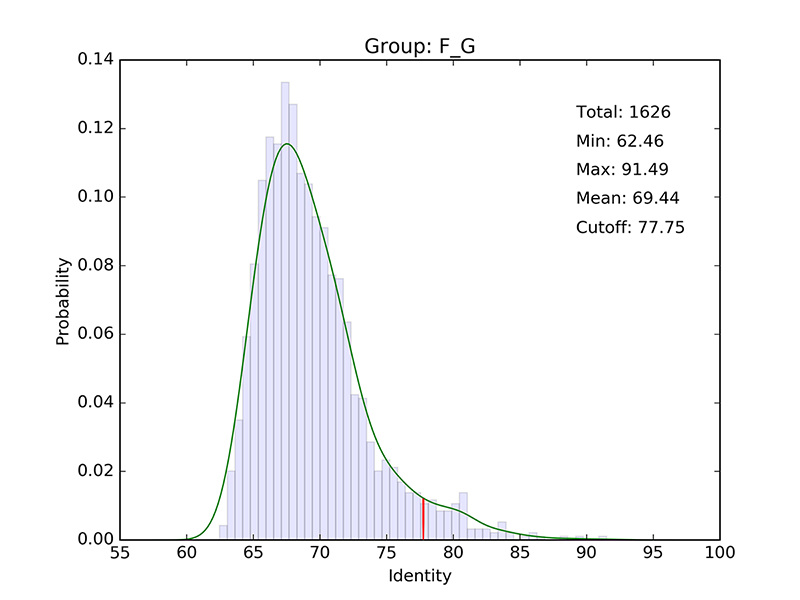 Group: F_G
0.14
0.12
0.10
0.08
0.06
0.04
0.02
0.00
Probability
Total: 1626
Min: 62.46
Max: 91.49
Mean: 69.44
Cutoff: 77.75
55 60 65 70 75 80 85 90 95 100
Identity